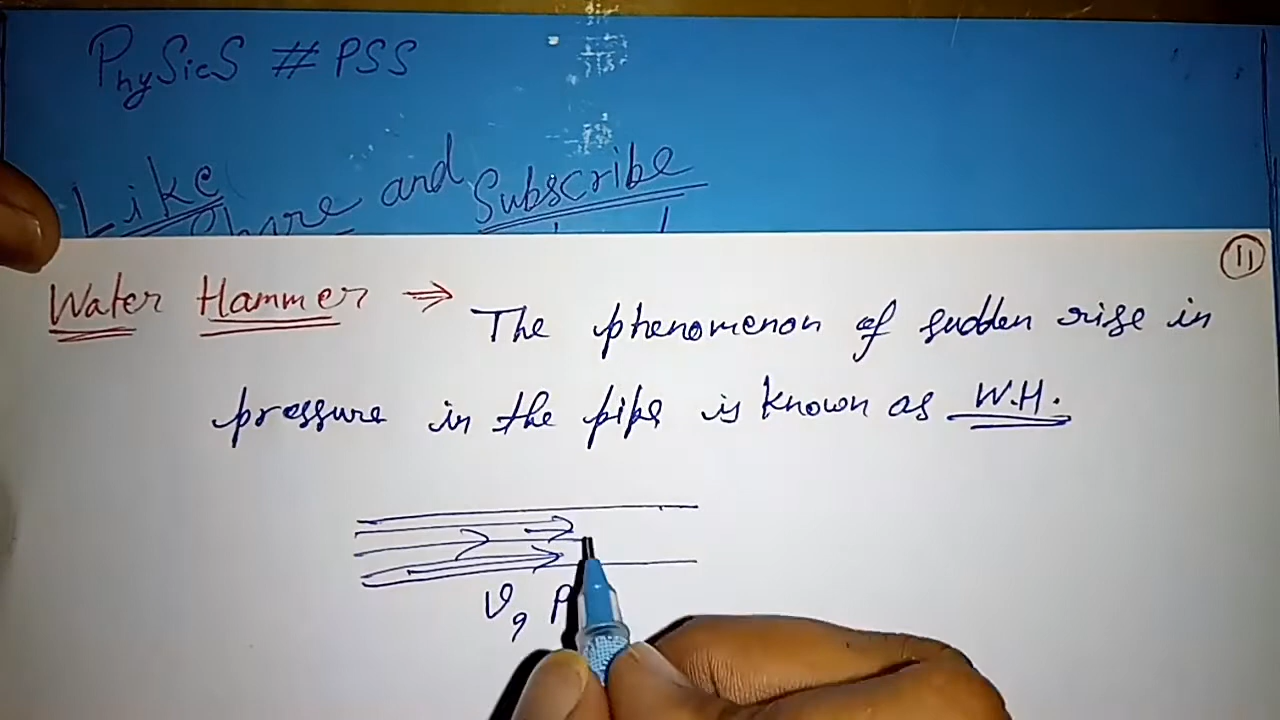 PhySicS # PSS
Like Share and Subscribe
11
Water Hammer ⇒ The phenomenon of sudden rise in
pressure in the pipe is known as W.H.
V, P